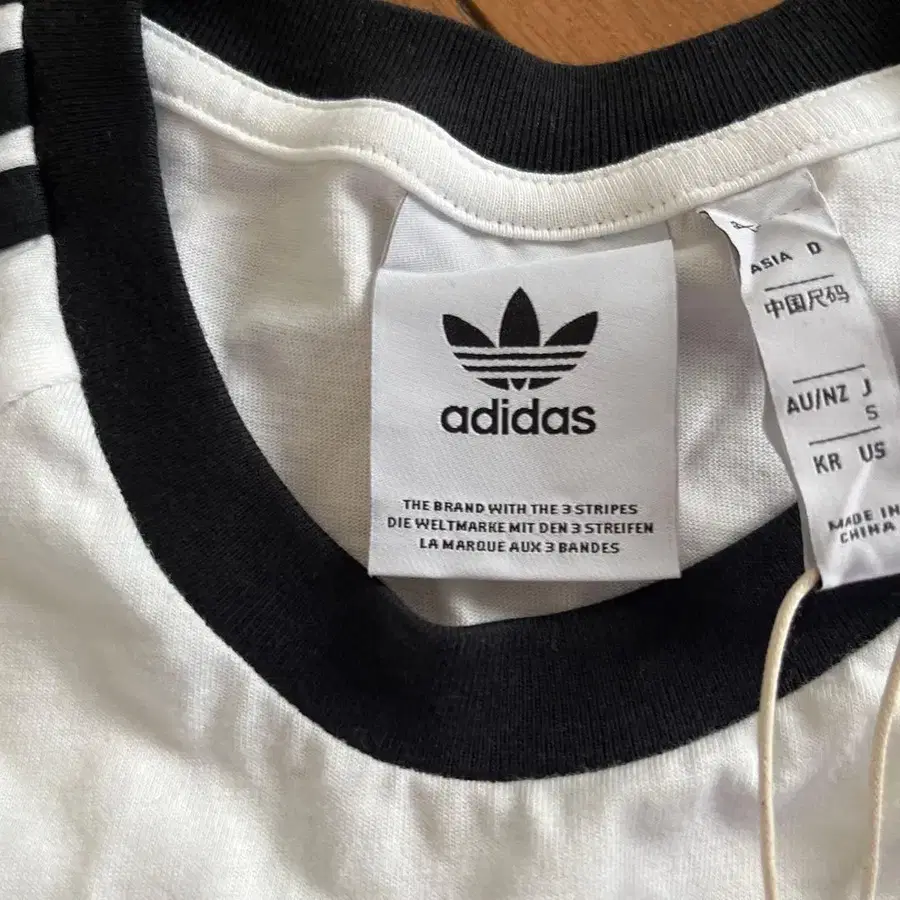 adidas
THE BRAND WITH THE 3 STRIPES
DIE WELTMARKE MIT DEN 3 STREIFEN
LA MARQUE AUX 3 BANDES
ASIA D
中国尺码
AU/NZ J
S
KR US
MADE IN
CHINA